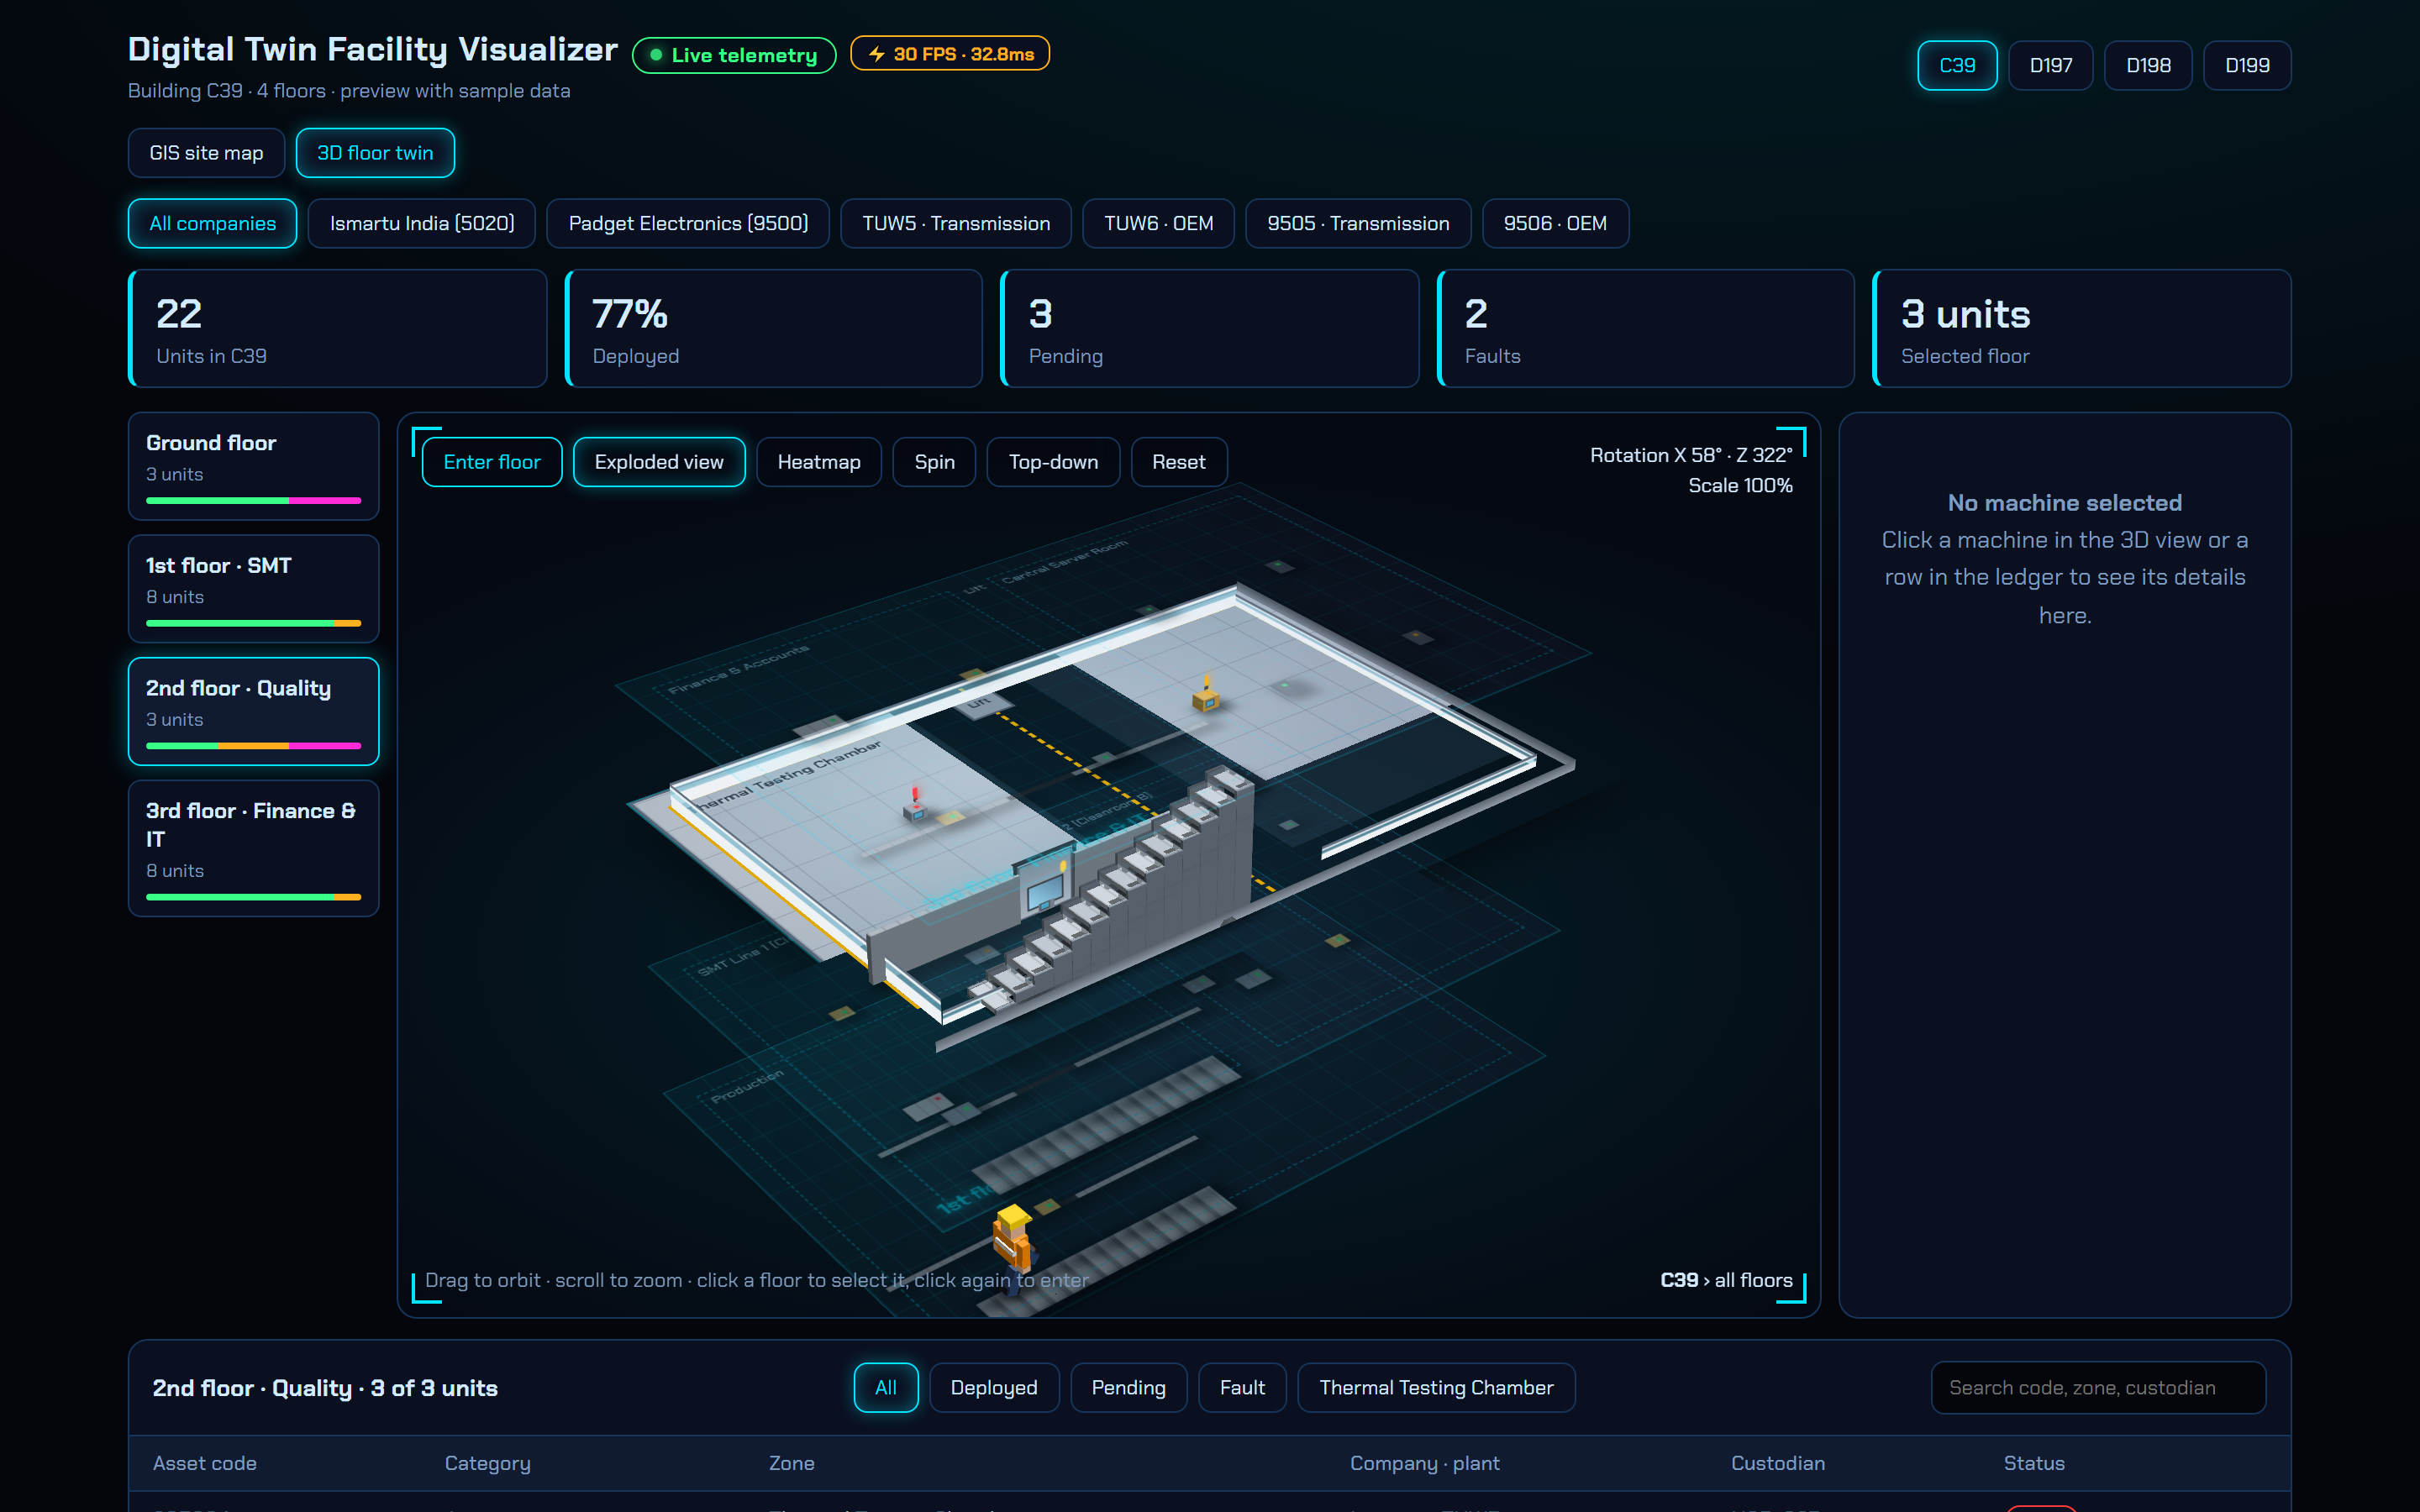 Digital Twin Facility Visualizer
Live telemetry
30 FPS · 32.8ms
C39
D197
D198
D199
Building C39 · 4 floors · preview with sample data
GIS site map
3D floor twin
All companies
Ismartu India (5020)
Padget Electronics (9500)
TUW5 · Transmission
TUW6 · OEM
9505 · Transmission
9506 · OEM
22
Units in C39
77%
Deployed
3
Pending
2
Faults
3 units
Selected floor
Ground floor
3 units
1st floor · SMT
8 units
2nd floor · Quality
3 units
3rd floor · Finance &
IT
8 units
Enter floor
Exploded view
Heatmap
Spin
Top-down
Reset
Rotation X 58° · Z 322°
Scale 100%
Central Server Room
Lift
Finance & Accounts
Lift
hermal Testing Chamber
2 (Cleanroom B)
SMT Line 1 (C
Production
1st flo
Drag to orbit · scroll to zoom · click a floor to select it, click again to enter
C39 › all floors
No machine selected
Click a machine in the 3D view or a
row in the ledger to see its details
here.
2nd floor · Quality · 3 of 3 units
All
Deployed
Pending
Fault
Thermal Testing Chamber
Search code, zone, custodian
Asset code
Category
Zone
Company · plant
Custodian
Status